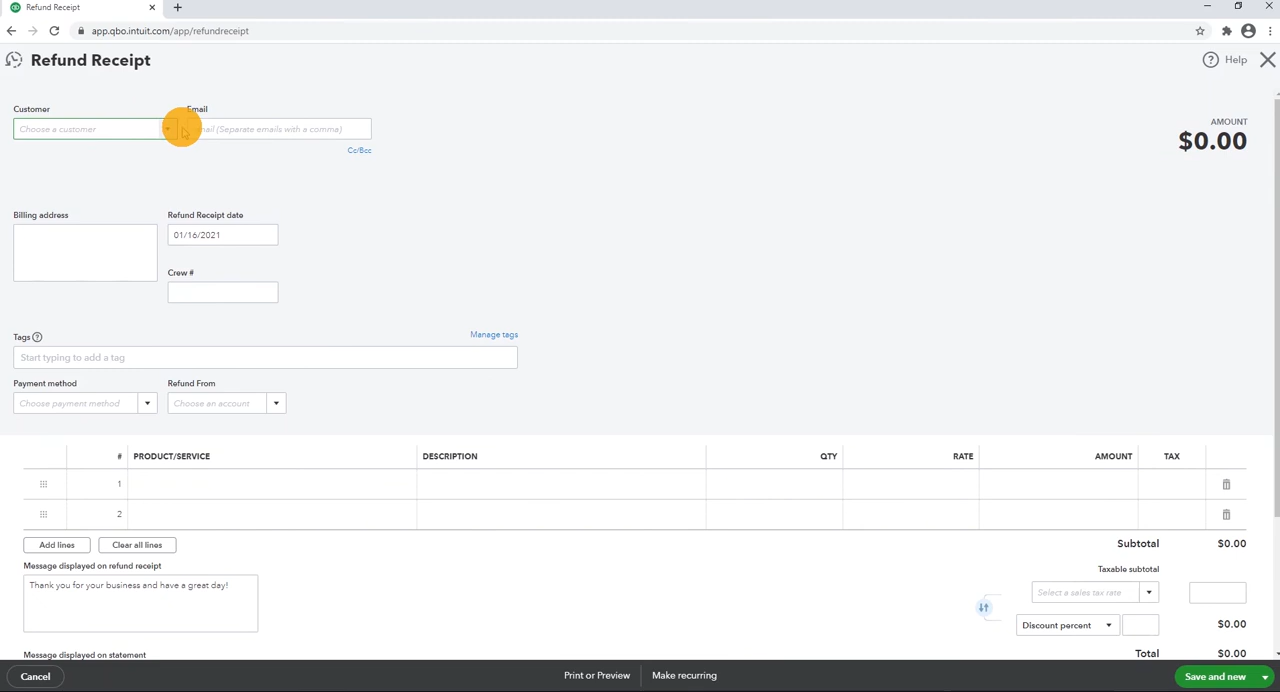 Refund Receipt
app.qbo.intuit.com/app/refundreceipt
Refund Receipt
Help
Customer
Email
Choose a customer
(Separate emails with a comma)
Cc/Bcc
AMOUNT
$0.00
Billing address
Refund Receipt date
01/16/2021
Crew #
Tags
Manage tags
Start typing to add a tag
Payment method
Refund From
Choose payment method
Choose an account
# PRODUCT/SERVICE DESCRIPTION QTY RATE AMOUNT TAX
1
2
Add lines
Clear all lines
Subtotal $0.00
Message displayed on refund receipt
Taxable subtotal
Thank you for your business and have a great day!
Select a sales tax rate
Discount percent
$0.00
Message displayed on statement
Total $0.00
Cancel
Print or Preview
Make recurring
Save and new